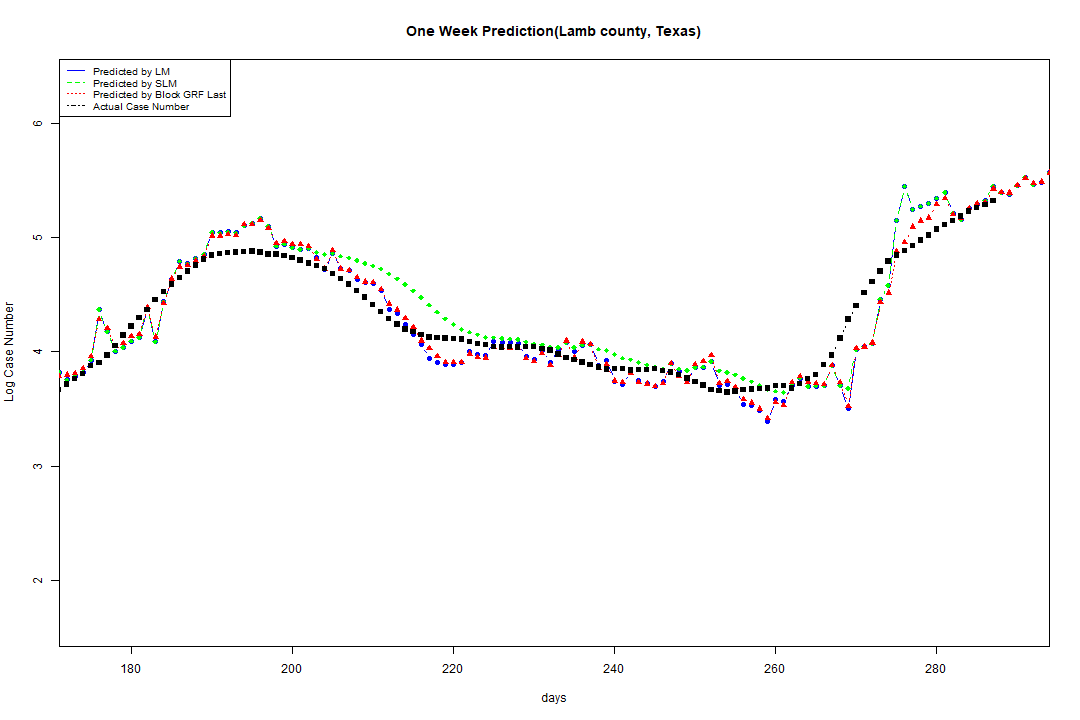 One Week Prediction(Lamb county, Texas)
Predicted by LM
Predicted by SLM
Predicted by Block GRF Last
Actual Case Number
6
5
4
3
2
Log Case Number
180 200 220 240 260 280
days